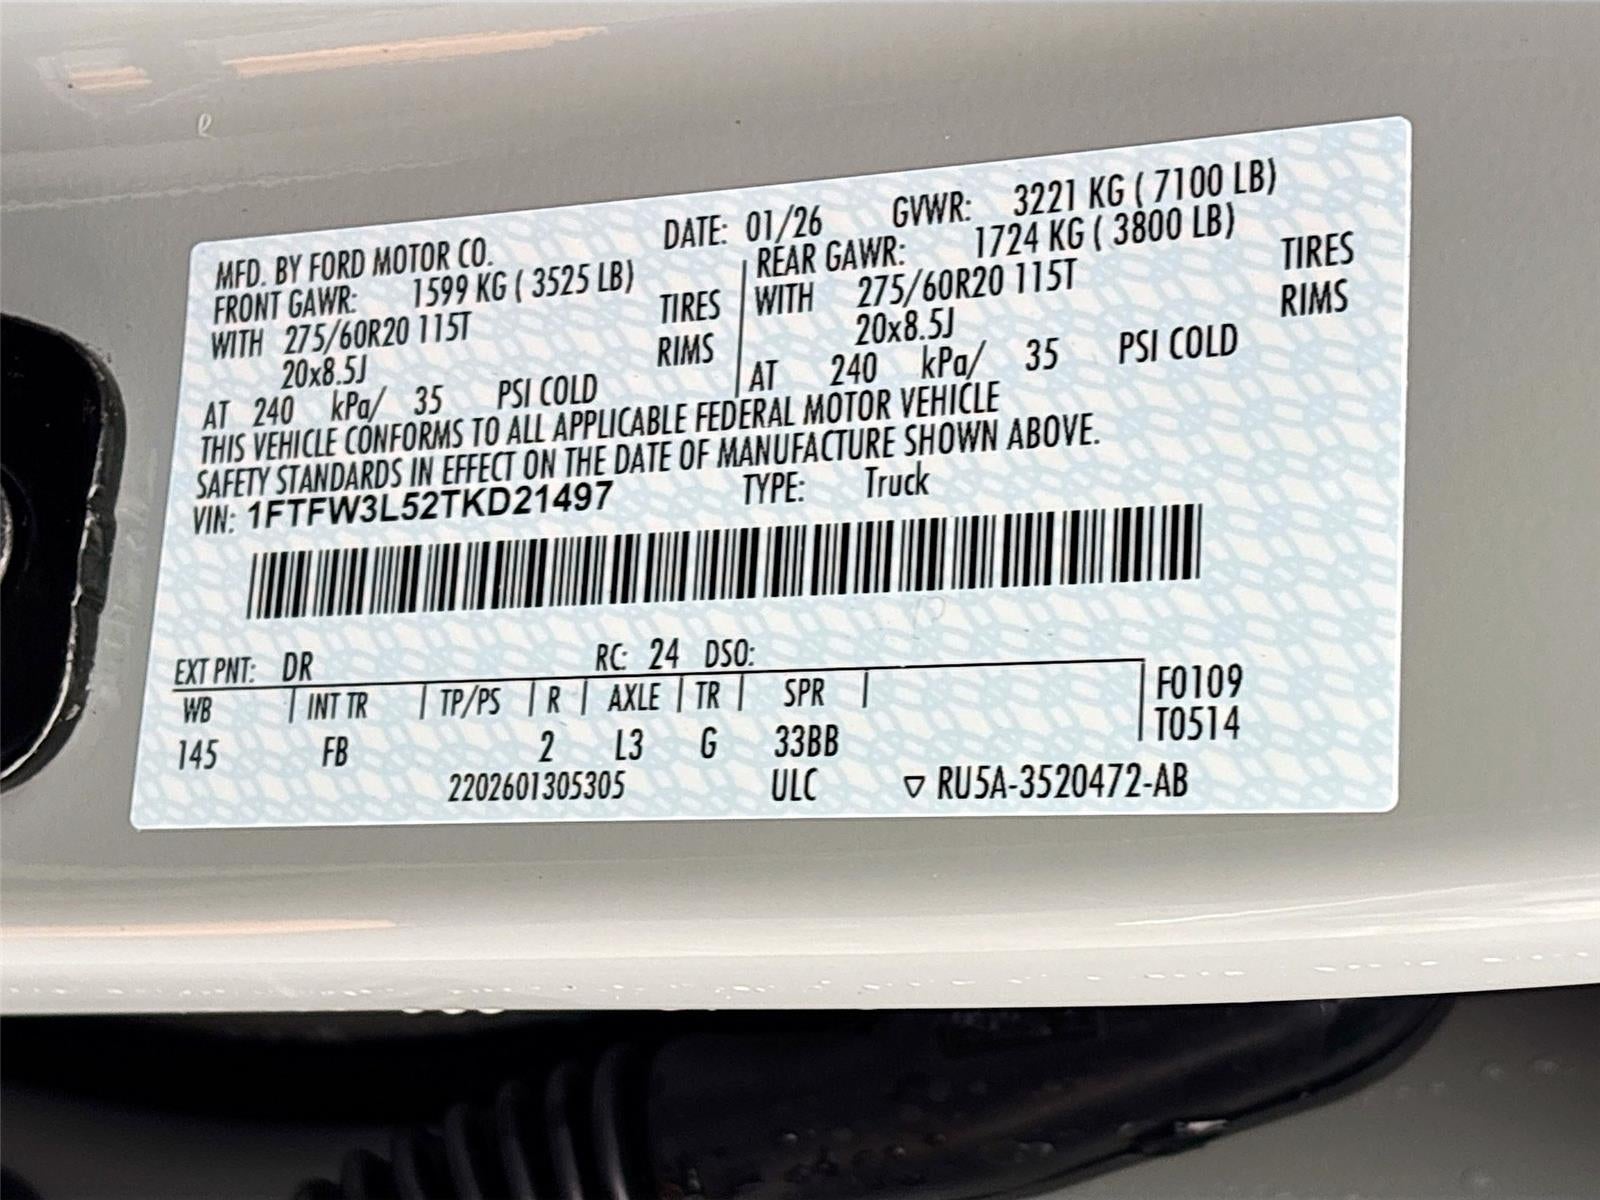 MFD. BY FORD MOTOR CO. DATE: 01/26 GVWR: 3221 KG ( 7100 LB)
FRONT GAWR: 1599 KG ( 3525 LB) REAR GAWR: 1724 KG ( 3800 LB)
WITH 275/60R20 115T TIRES WITH 275/60R20 115T TIRES
20x8.5J RIMS 20x8.5J RIMS
AT 240 kPa/ 35 PSI COLD AT 240 kPa/ 35 PSI COLD
THIS VEHICLE CONFORMS TO ALL APPLICABLE FEDERAL MOTOR VEHICLE
SAFETY STANDARDS IN EFFECT ON THE DATE OF MANUFACTURE SHOWN ABOVE.
VIN: 1FTFW3L52TKD21497 TYPE: Truck
EXT PNT: DR RC: 24 DSO:
WB INT TR TP/PS R AXLE TR SPR F0109
T0514
145 FB 2 L3 G 33BB
2202601305305 ULC ▽ RU5A-3520472-AB